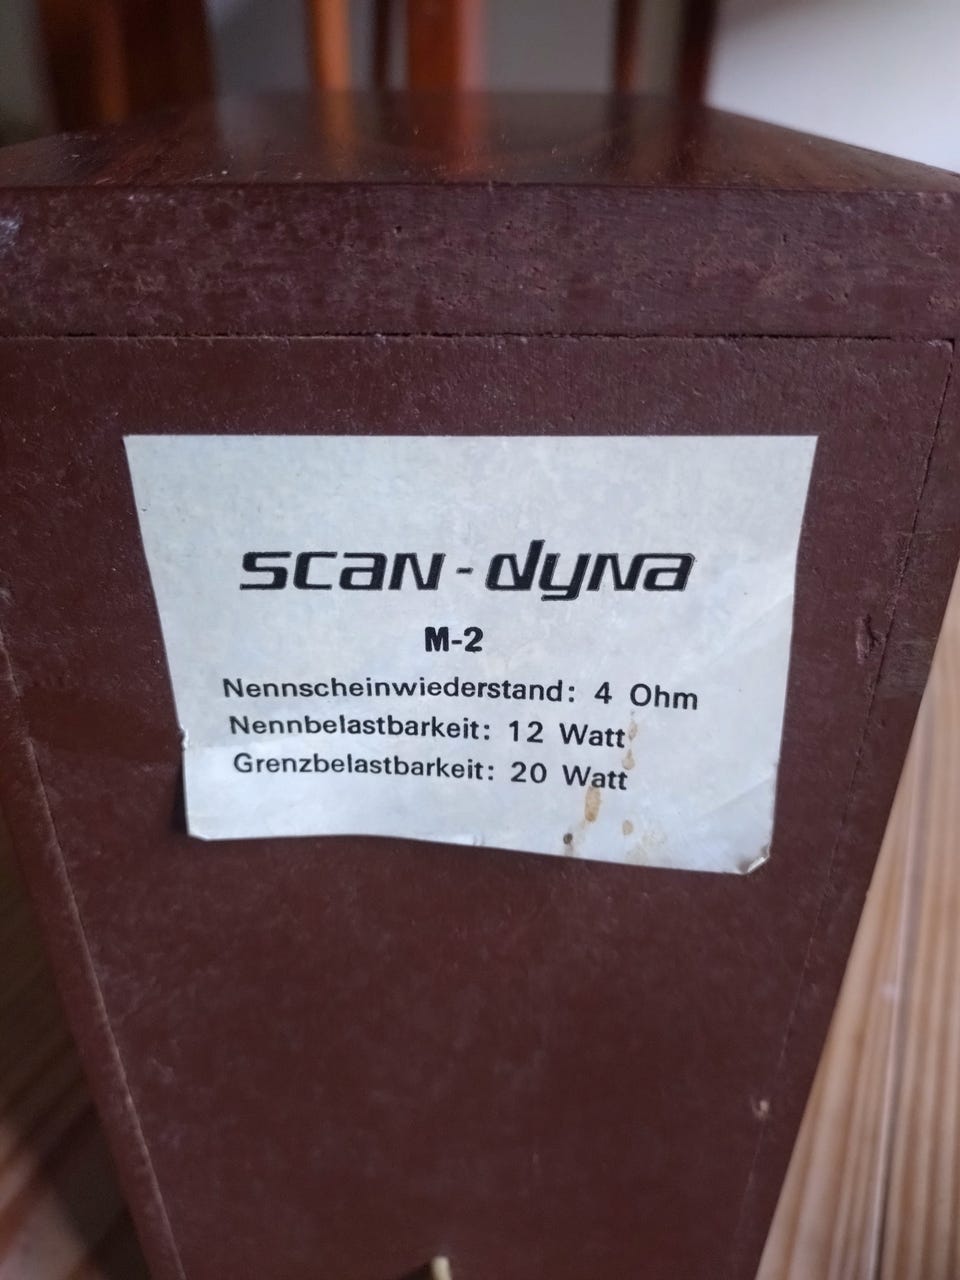 scan-dyna
M-2
Nennscheinwiederstand: 4 Ohm
Nennbelastbarkeit: 12 Watt
Grenzbelastbarkeit: 20 Watt